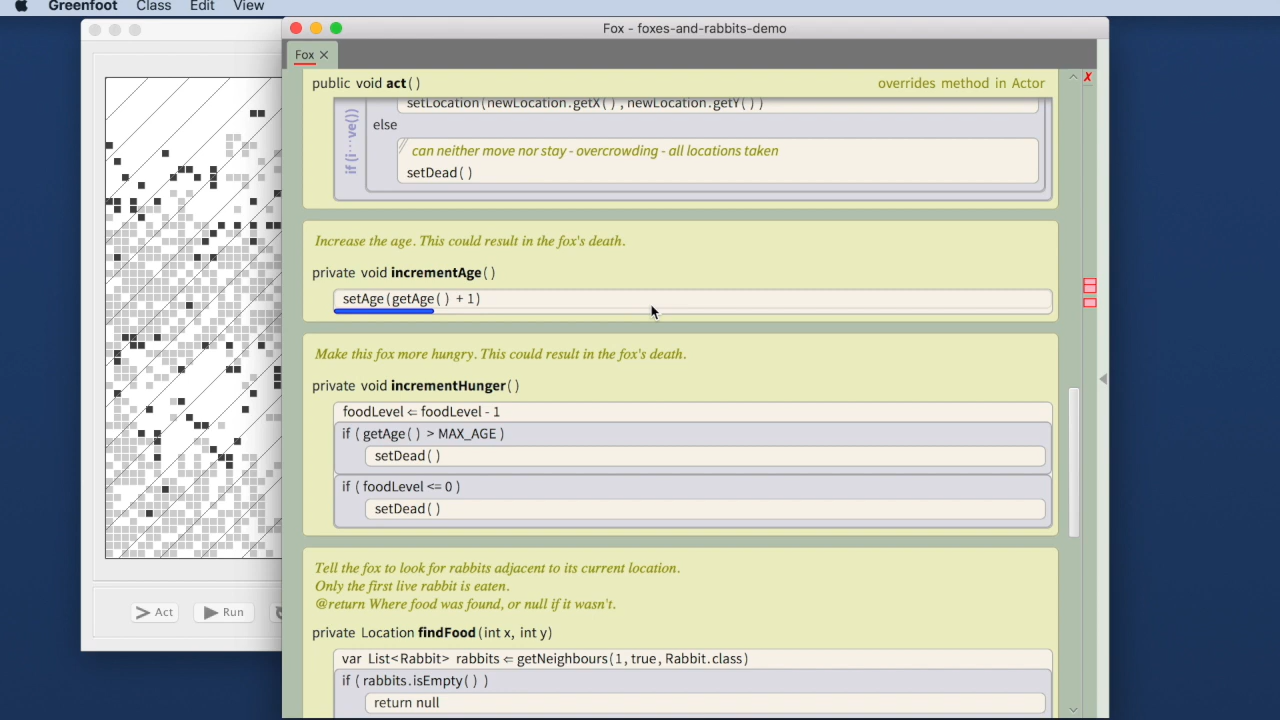 Greenfoot Class Edit View
Fox - foxes-and-rabbits-demo
Fox
public void act()
overrides method in Actor
if (i···ve())
setLocation(newLocation.getX(), newLocation.getY())
else
can neither move nor stay - overcrowding - all locations taken
setDead()
Increase the age. This could result in the fox's death.
private void incrementAge()
setAge(getAge() + 1)
Make this fox more hungry. This could result in the fox's death.
private void incrementHunger()
foodLevel ⇐ foodLevel - 1
if ( getAge() > MAX_AGE )
setDead()
if ( foodLevel <= 0 )
setDead()
Tell the fox to look for rabbits adjacent to its current location.
Only the first live rabbit is eaten.
@return Where food was found, or null if it wasn't.
private Location findFood(int x, int y)
var List<Rabbit> rabbits ⇐ getNeighbours(1, true, Rabbit.class)
if ( rabbits.isEmpty() )
return null
Act
Run